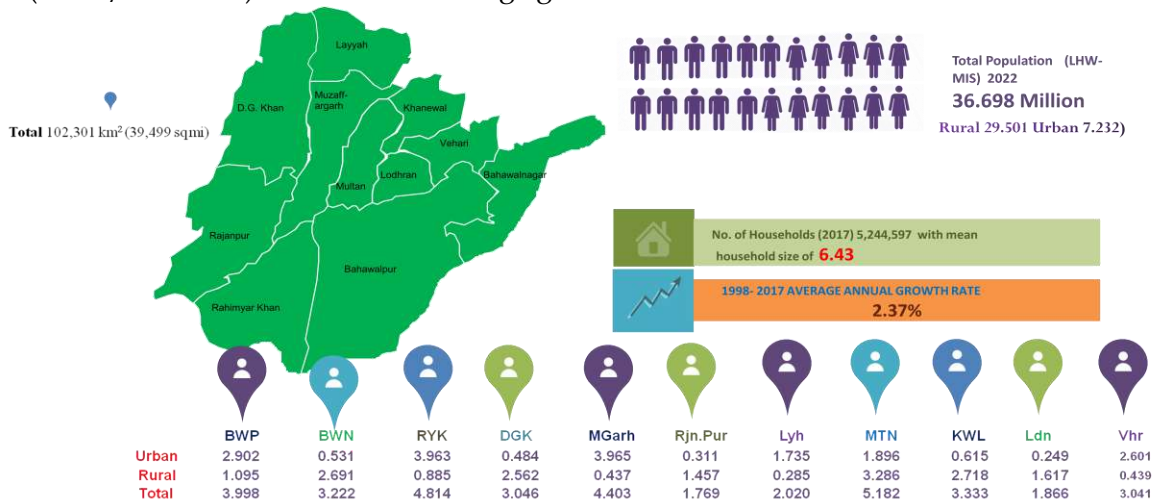 Layyah
D.G. Khan
Muzaff-
argarh
Khanewal
Vehari
Total 102,301 km² (39,499 sqmi)
Multan
Lodhran
Bahawalnagar
Rajanpur
Bahawalpur
Rahimyar Khan
Total Population (LHW-
MIS) 2022
36.698 Million
Rural 29.501 Urban 7.232)
No. of Households (2017) 5,244,597 with mean
household size of 6.43
1998- 2017 AVERAGE ANNUAL GROWTH RATE
2.37%
BWP BWN RYK DGK MGarh Rjn.Pur Lyh MTN KWL Ldn Vhr
Urban 2.902 0.531 3.963 0.484 3.965 0.311 1.735 1.896 0.615 0.249 2.601
Rural 1.095 2.691 0.885 2.562 0.437 1.457 0.285 3.286 2.718 1.617 0.439
Total 3.998 3.222 4.814 3.046 4.403 1.769 2.020 5.182 3.333 1.866 3.041